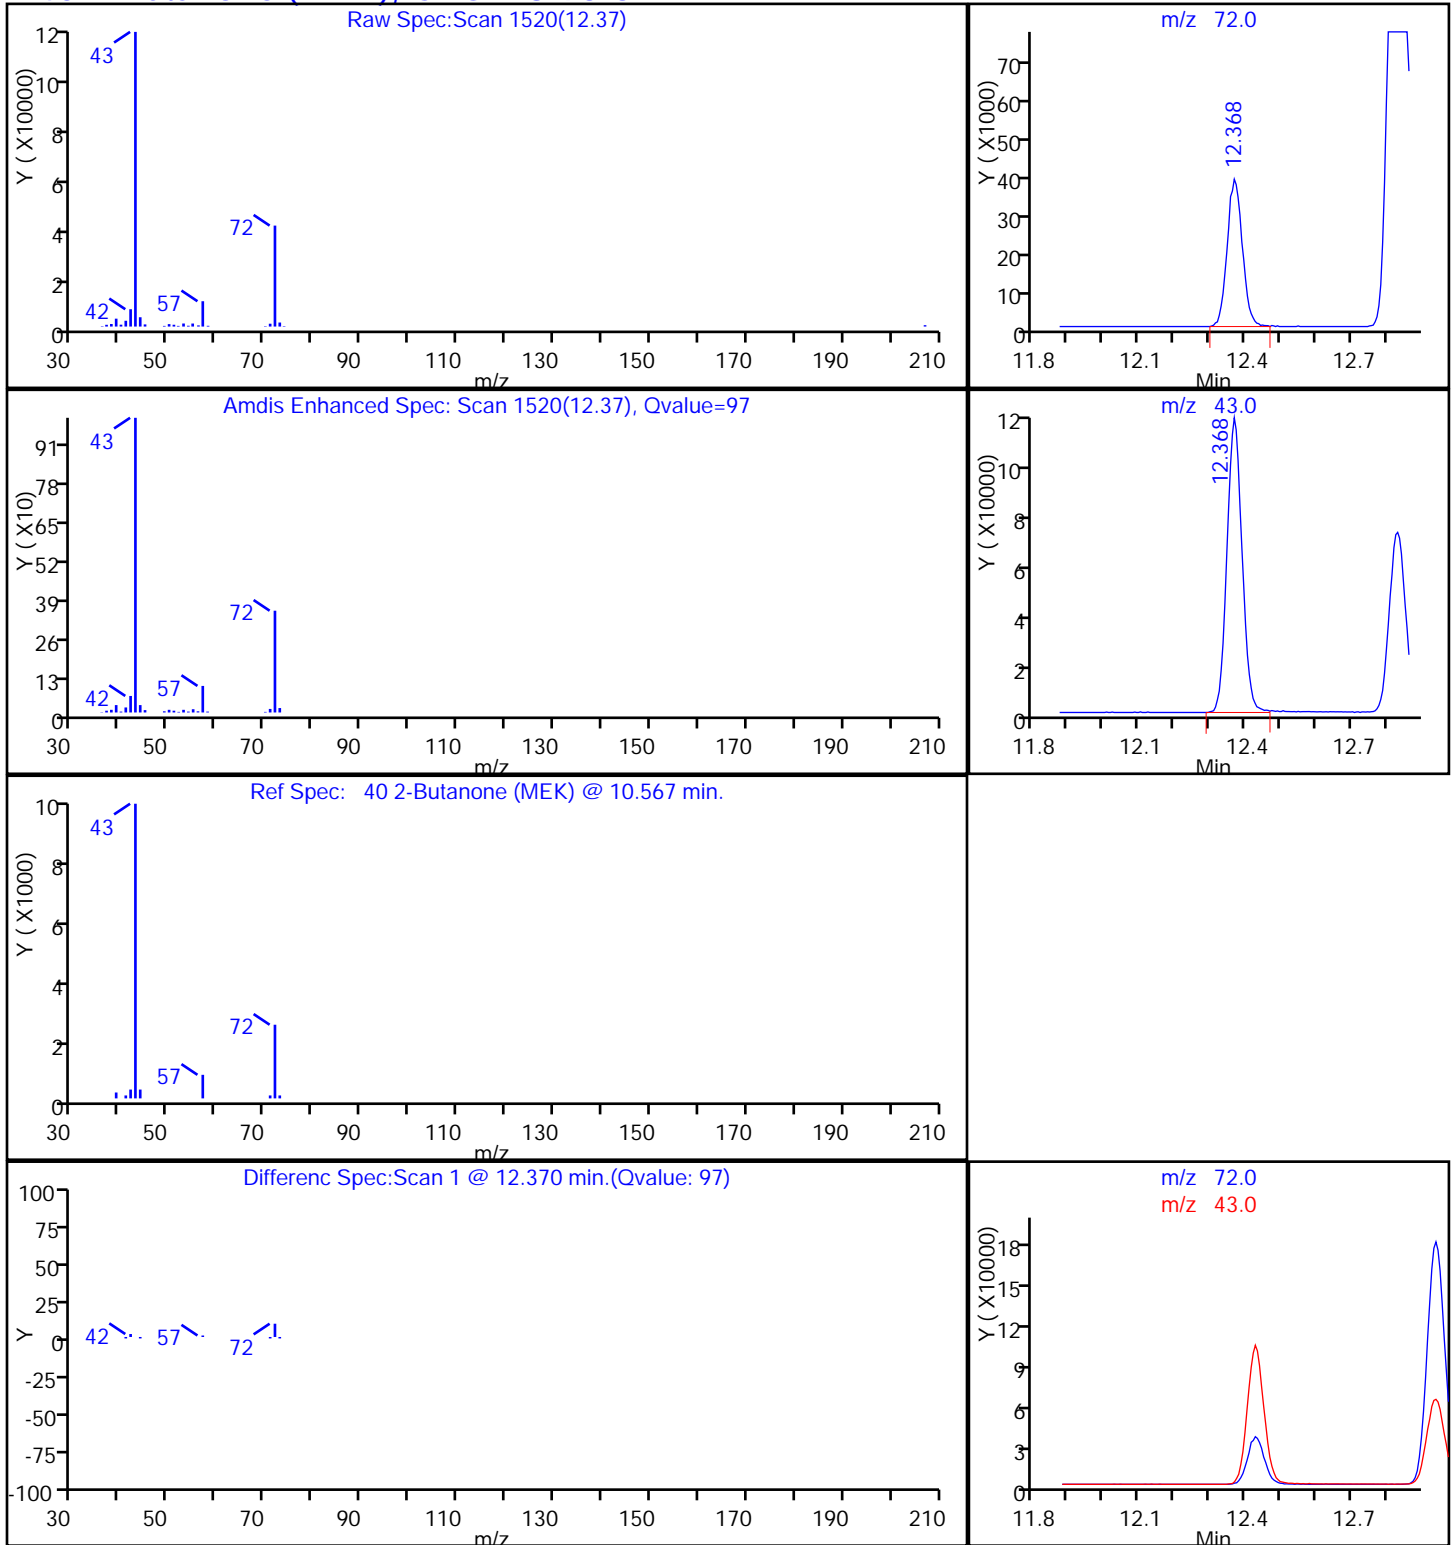 Raw Spec:Scan 1520(12.37)
Y ( X10000)
12
10
8
6
4
2
0
43
42
57
72
30 50 70 90 110 130 150 170 190 210
m/z
m/z 72.0
Y ( X1000)
70
60
50
40
30
20
10
0
12.368
11.8 12.1 12.4 12.7
Min
Amdis Enhanced Spec: Scan 1520(12.37), Qvalue=97
Y ( X10)
91
78
65
52
39
26
13
0
43
42
57
72
30 50 70 90 110 130 150 170 190 210
m/z
m/z 43.0
Y ( X10000)
12
10
8
6
4
2
0
12.368
11.8 12.1 12.4 12.7
Min
Ref Spec: 40 2-Butanone (MEK) @ 10.567 min.
Y ( X1000)
10
8
6
4
2
0
43
57
72
30 50 70 90 110 130 150 170 190 210
m/z
Differenc Spec:Scan 1 @ 12.370 min.(Qvalue: 97)
Y
100
75
50
25
0
-25
-50
-75
-100
42
57
72
30 50 70 90 110 130 150 170 190 210
m/z
m/z 72.0
m/z 43.0
Y ( X10000)
18
15
12
9
6
3
0
11.8 12.1 12.4 12.7
Min